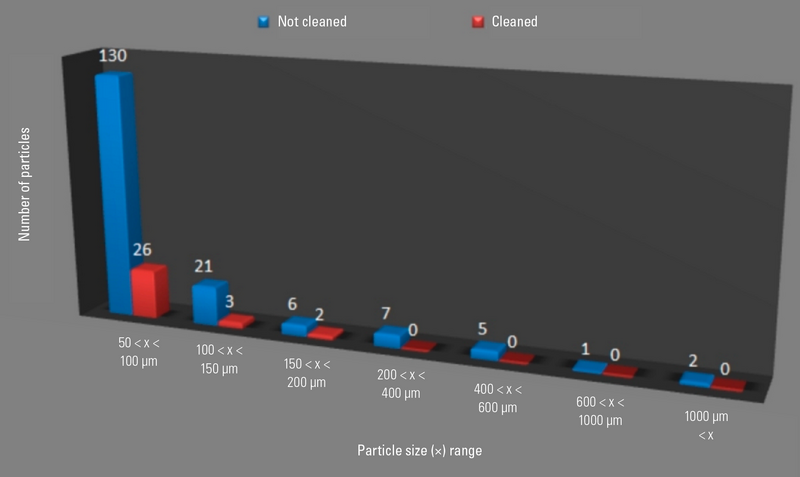 Not cleaned
Cleaned
Number of particles
130
26
21
3
6
2
7
0
5
0
1
0
2
0
50 < x <
100 µm
100 < x <
150 µm
150 < x <
200 µm
200 < x <
400 µm
400 < x <
600 µm
600 < x <
1000 µm
1000 µm
< x
Particle size (×) range